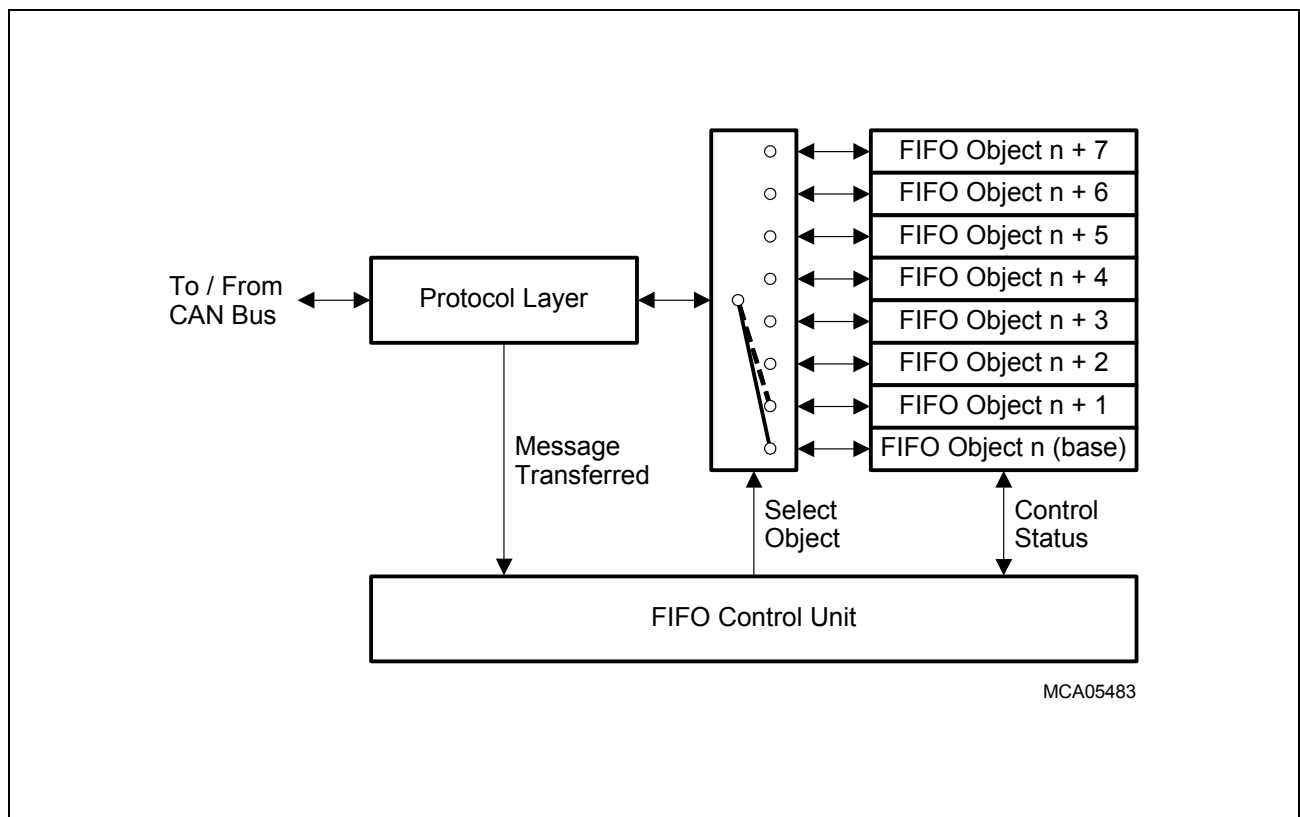 FIFO Object n + 7
FIFO Object n + 6
FIFO Object n + 5
FIFO Object n + 4
FIFO Object n + 3
FIFO Object n + 2
FIFO Object n + 1
FIFO Object n (base)
To / From
CAN Bus
Protocol Layer
Message
Transferred
Select
Object
Control
Status
FIFO Control Unit
MCA05483